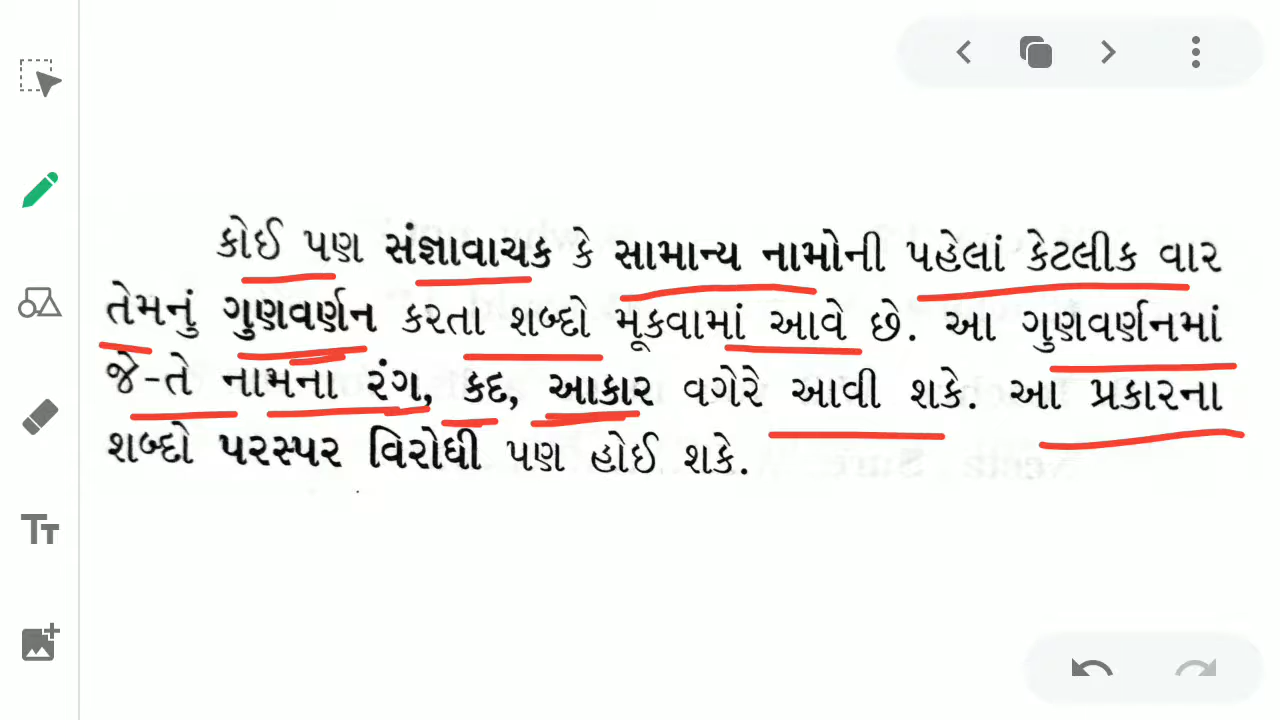 કોઈ પણ સંજ્ઞાવાચક કે સામાન્ય નામોની પહેલાં કેટલીક વાર
તેમનું ગુણવર્ણન કરતા શબ્દો મૂકવામાં આવે છે. આ ગુણવર્ણનમાં
જે-તે નામના રંગ, કદ, આકાર વગેરે આવી શકે. આ પ્રકારના
શબ્દો પરસ્પર વિરોધી પણ હોઈ શકે.